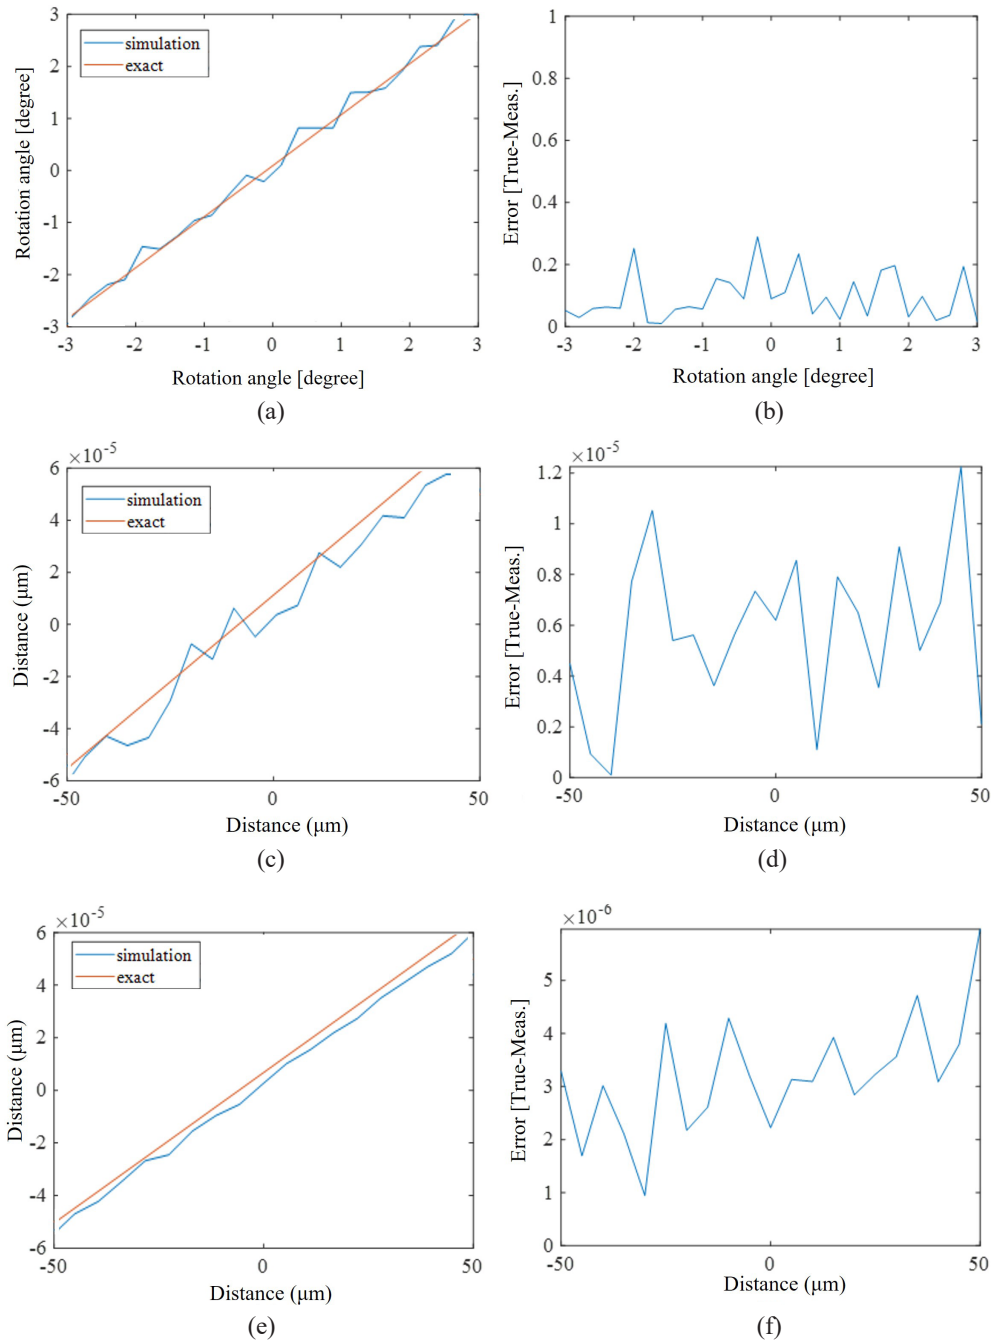 simulation
exact
Rotation angle [degree]
3
2
1
0
-1
-2
-3
-3 -2 -1 0 1 2 3
Rotation angle [degree]
(a)
Error [True-Meas.]
1
0.8
0.6
0.4
0.2
0
-3 -2 -1 0 1 2 3
Rotation angle [degree]
(b)
×10⁻⁵
simulation
exact
Distance (μm)
6
4
2
0
-2
-4
-6
-50 0 50
Distance (μm)
(c)
×10⁻⁵
Error [True-Meas.]
1.2
1
0.8
0.6
0.4
0.2
0
-50 0 50
Distance (μm)
(d)
×10⁻⁵
simulation
exact
Distance (μm)
6
4
2
0
-2
-4
-6
-50 0 50
Distance (μm)
(e)
×10⁻⁶
Error [True-Meas.]
5
4
3
2
1
0
-50 0 50
Distance (μm)
(f)